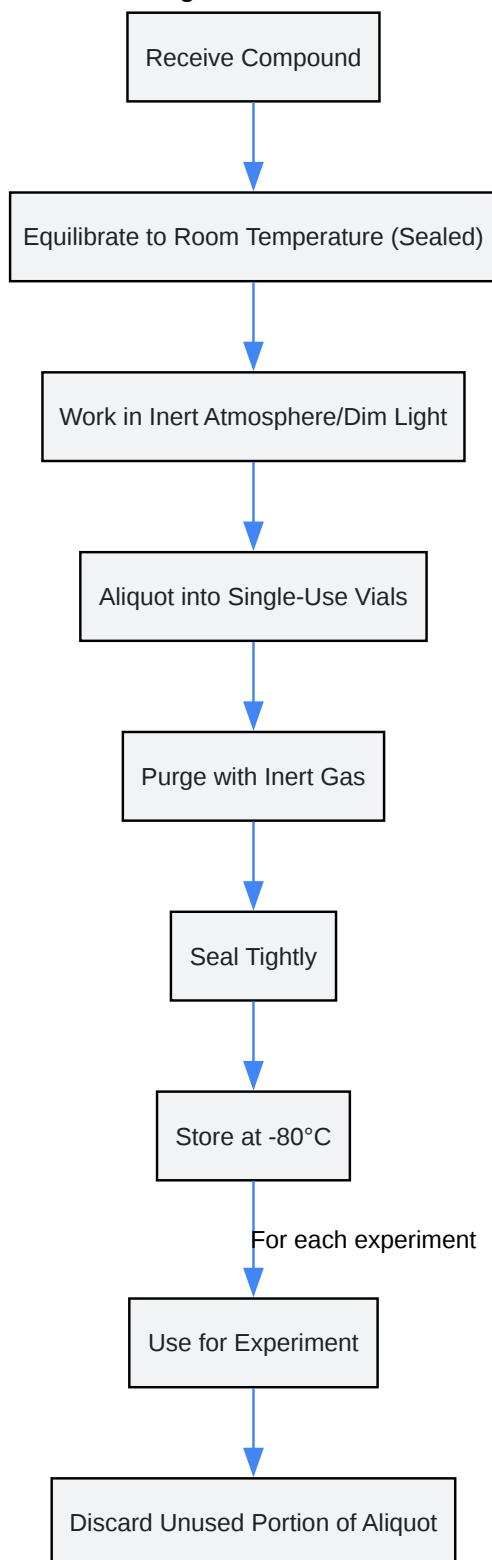 Receive Compound
Equilibrate to Room Temperature (Sealed)
Work in Inert Atmosphere/Dim Light
Aliquot into Single-Use Vials
Purge with Inert Gas
Seal Tightly
Store at -80°C
For each experiment
Use for Experiment
Discard Unused Portion of Aliquot